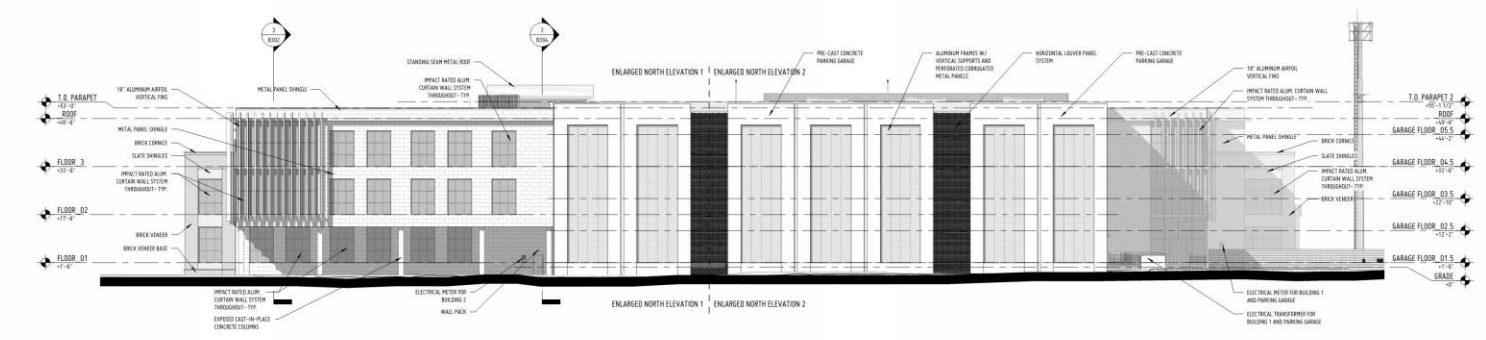 3
B302
2
B304
STANDING SEAM METAL ROOF
IMPACT RATED ALUM.
CURTAIN WALL SYSTEM
THROUGHOUT- TYP.
ENLARGED NORTH ELEVATION 1
ENLARGED NORTH ELEVATION 2
PRE-CAST CONCRETE
PARKING GARAGE
ALUMINUM FRAMES W/
VERTICAL SUPPORTS AND
PERFORATED CORRUGATED
METAL PANELS
HORIZONTAL LOUVER PANEL
SYSTEM
PRE-CAST CONCRETE
PARKING GARAGE
18" ALUMINUM AIRFOIL
VERTICAL FINS
METAL PANEL SHINGLE
T.O. PARAPET
+53'-0"
ROOF
+49'-6"
METAL PANEL SHINGLE
BRICK CORNICE
SLATE SHINGLES
FLOOR_3
+33'-6"
IMPACT RATED ALUM.
CURTAIN WALL SYSTEM
THROUGHOUT- TYP.
FLOOR_02
+17'-6"
BRICK VENEER
BRICK VENEER BASE
FLOOR_01
+1'-6"
IMPACT RATED ALUM.
CURTAIN WALL SYSTEM
THROUGHOUT- TYP.
EXPOSED CAST-IN-PLACE
CONCRETE COLUMNS
ELECTRICAL METER FOR
BUILDING 2
WALL PACK
ENLARGED NORTH ELEVATION 1
ENLARGED NORTH ELEVATION 2
18" ALUMINUM AIRFOIL
VERTICAL FINS
IMPACT RATED ALUM. CURTAIN WALL
SYSTEM THROUGHOUT- TYP.
METAL PANEL SHINGLE
BRICK CORNICE
SLATE SHINGLES
IMPACT RATED ALUM.
CURTAIN WALL SYSTEM
THROUGHOUT- TYP
BRICK VENEER
T.O. PARAPET 2
+55'-1 1/2"
ROOF
+49'-6"
GARAGE FLOOR_05.5
+44'-2"
GARAGE FLOOR_04.5
+33'-6"
GARAGE FLOOR_03.5
+22'-10"
GARAGE FLOOR_02.5
+12'-2"
GARAGE FLOOR_01.5
+1'-6"
GRADE
+0"
ELECTRICAL METER FOR BUILDING 1
AND PARKING GARAGE
ELECTRICAL TRANSFORMER FOR
BUILDING 1 AND PARKING GARAGE